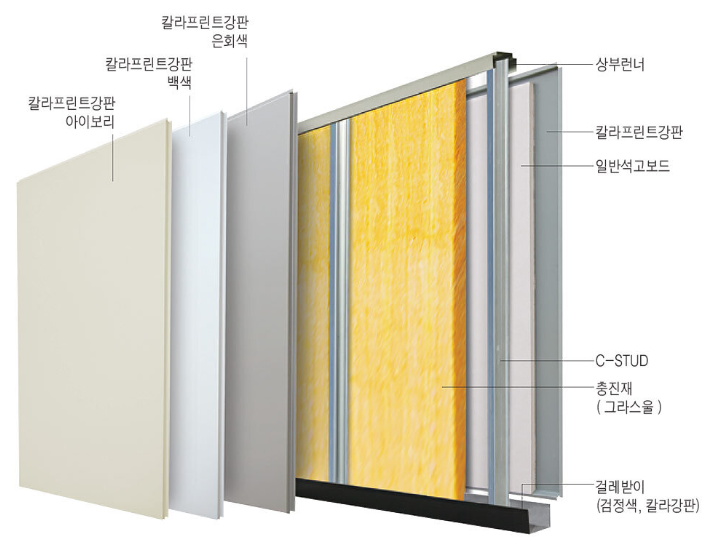 칼라프린트강판
은회색
칼라프린트강판
백색
칼라프린트강판
아이보리
상부런너
칼라프린트강판
일반석고보드
C-STUD
충진재
( 그라스울 )
걸레받이
(검정색, 칼라강판)